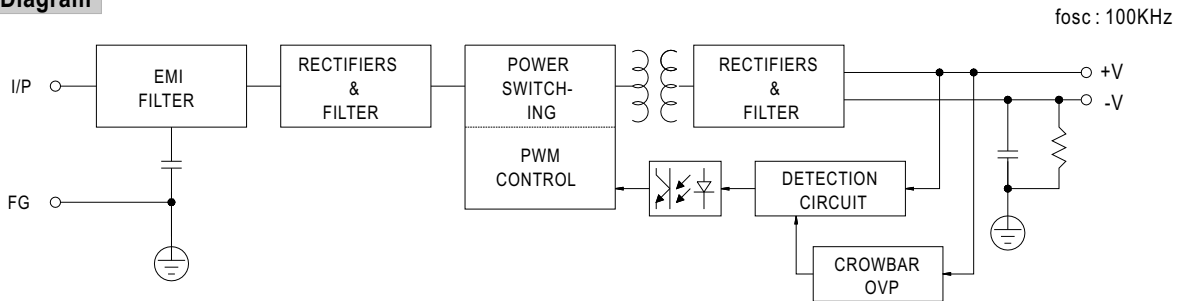 Diagram
fosc : 100KHz
I/P
EMI
FILTER
RECTIFIERS
&
FILTER
POWER
SWITCH-
ING
PWM
CONTROL
RECTIFIERS
&
FILTER
+V
-V
DETECTION
CIRCUIT
FG
CROWBAR
OVP